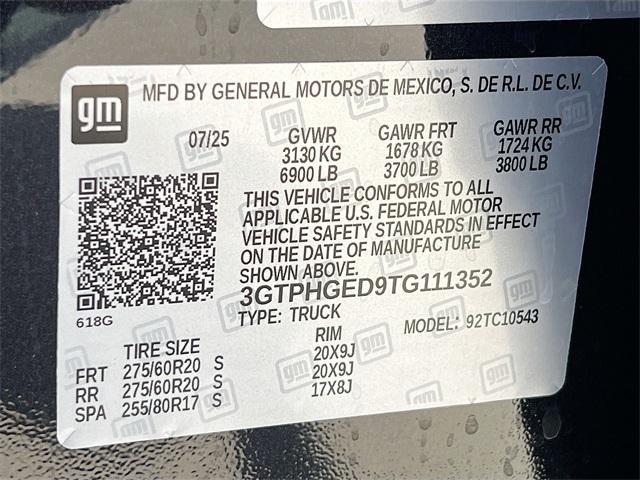 gm
MFD BY GENERAL MOTORS DE MEXICO, S. DE R.L. DE C.V.
07/25 GVWR GAWR FRT GAWR RR
3130 KG 1678 KG 1724 KG
6900 LB 3700 LB 3800 LB
THIS VEHICLE CONFORMS TO ALL
APPLICABLE U.S. FEDERAL MOTOR
VEHICLE SAFETY STANDARDS IN EFFECT
ON THE DATE OF MANUFACTURE
SHOWN ABOVE.
3GTPHGED9TG111352
618G
TYPE: TRUCK MODEL: 92TC10543
TIRE SIZE RIM
FRT 275/60R20 S 20X9J
RR 275/60R20 S 20X9J
SPA 255/80R17 S 17X8J